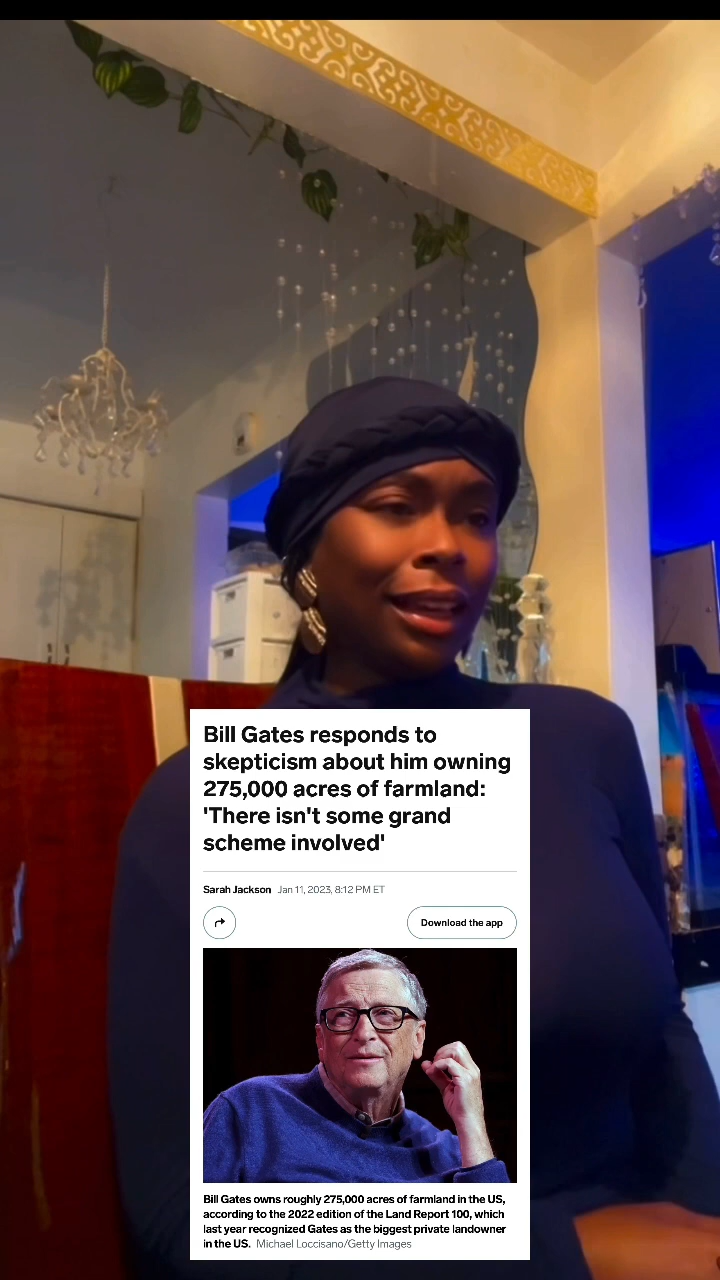 Bill Gates responds to
skepticism about him owning
275,000 acres of farmland:
'There isn't some grand
scheme involved'
Sarah Jackson Jan 11, 2023, 8:12 PM ET
Download the app
Bill Gates owns roughly 275,000 acres of farmland in the US,
according to the 2022 edition of the Land Report 100, which
last year recognized Gates as the biggest private landowner
in the US. Michael Loccisano/Getty Images